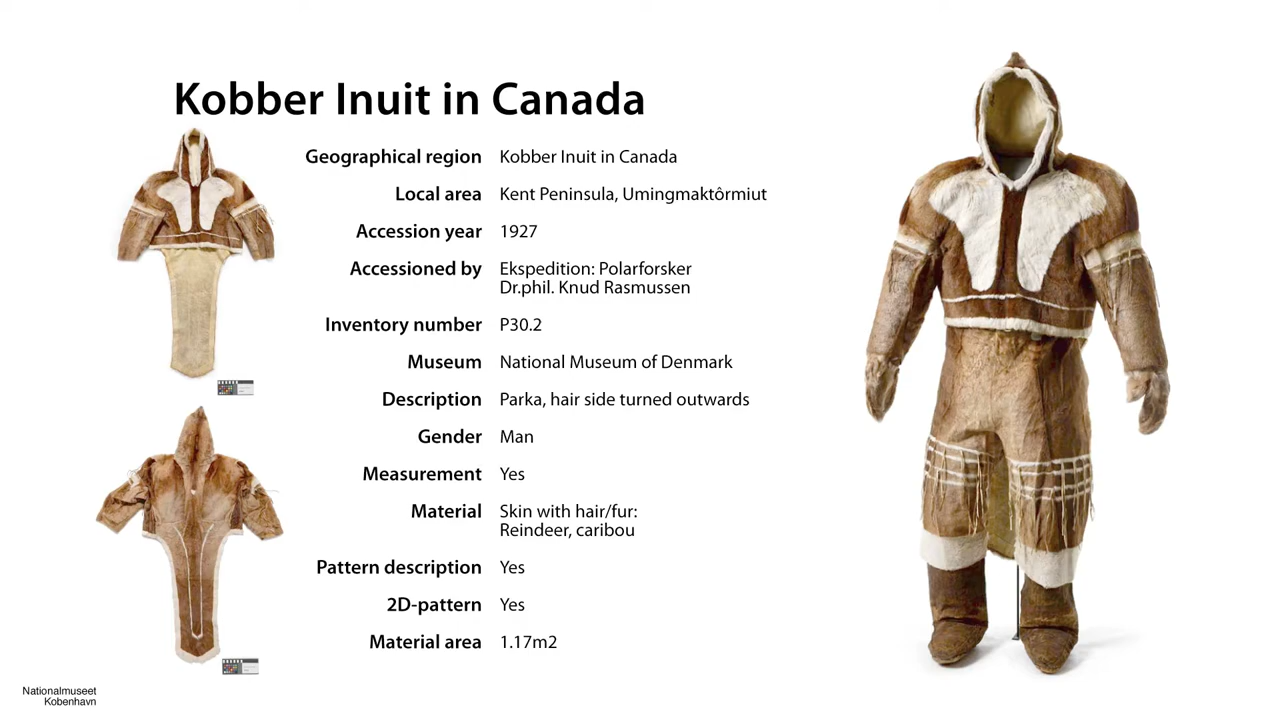 Kobber Inuit in Canada
Geographical region Kobber Inuit in Canada
Local area Kent Peninsula, Umingmaktôrmiut
Accession year 1927
Accessioned by Ekspedition: Polarforsker
Dr.phil. Knud Rasmussen
Inventory number P30.2
Museum National Museum of Denmark
Description Parka, hair side turned outwards
Gender Man
Measurement Yes
Material Skin with hair/fur:
Reindeer, caribou
Pattern description Yes
2D-pattern Yes
Material area 1.17m2
Nationalmuseet
Kobenhavn